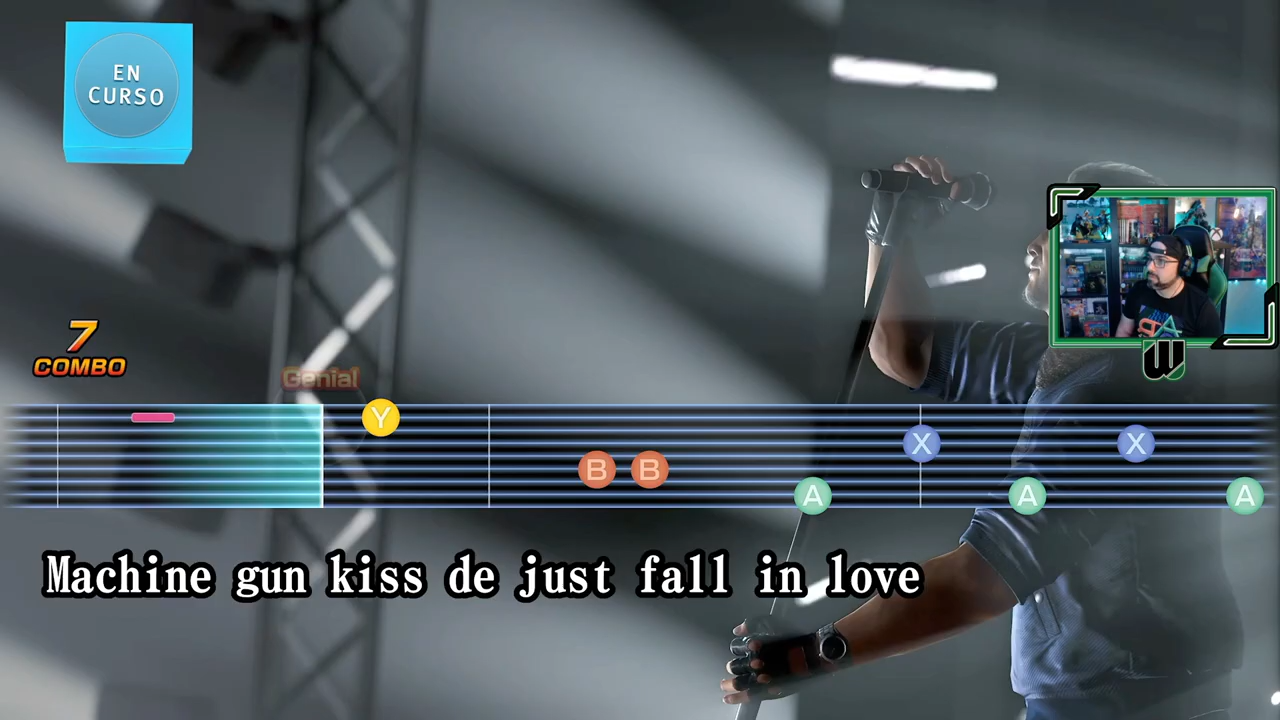 EN
CURSO
7
COMBO
Genial
Y
B B
X X
A A A
Machine gun kiss de just fall in love
W